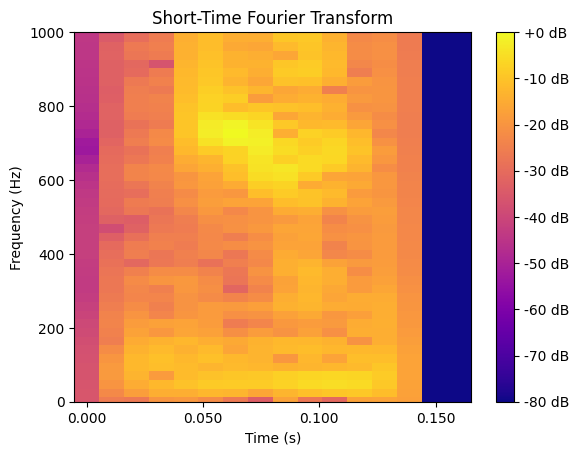 Short-Time Fourier Transform
Frequency (Hz)
1000
800
600
400
200
0
0.000
0.050
0.100
0.150
Time (s)
+0 dB
-10 dB
-20 dB
-30 dB
-40 dB
-50 dB
-60 dB
-70 dB
-80 dB